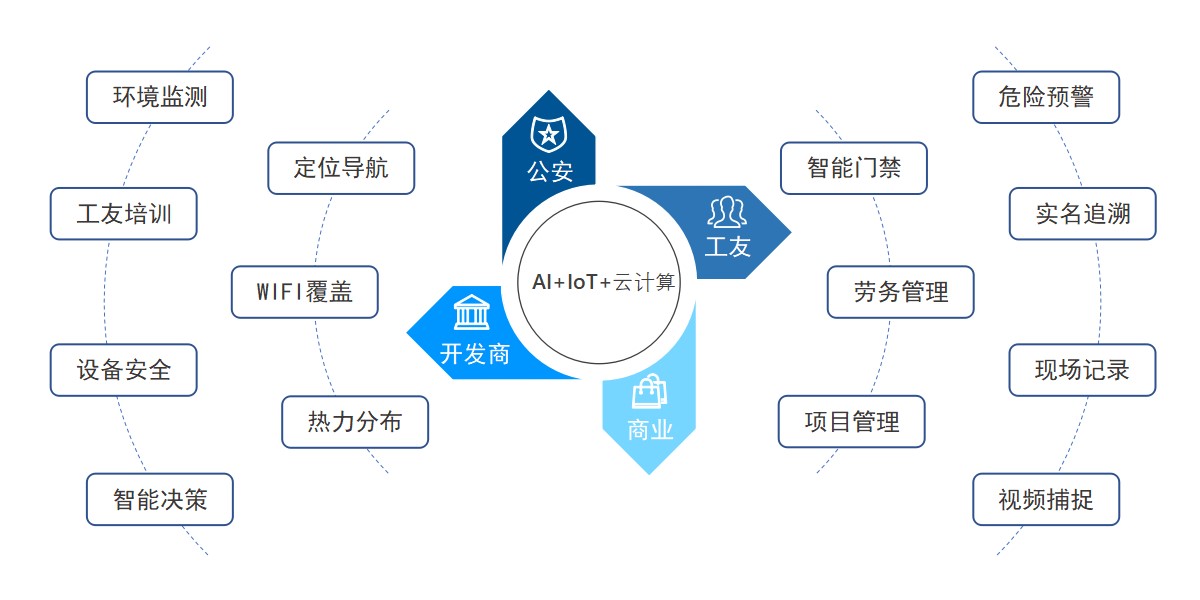 环境监测
工友培训
设备安全
智能决策
定位导航
WIFI覆盖
热力分布
公安
工友
AI+IoT+云计算
开发商
商业
智能门禁
劳务管理
项目管理
危险预警
实名追溯
现场记录
视频捕捉